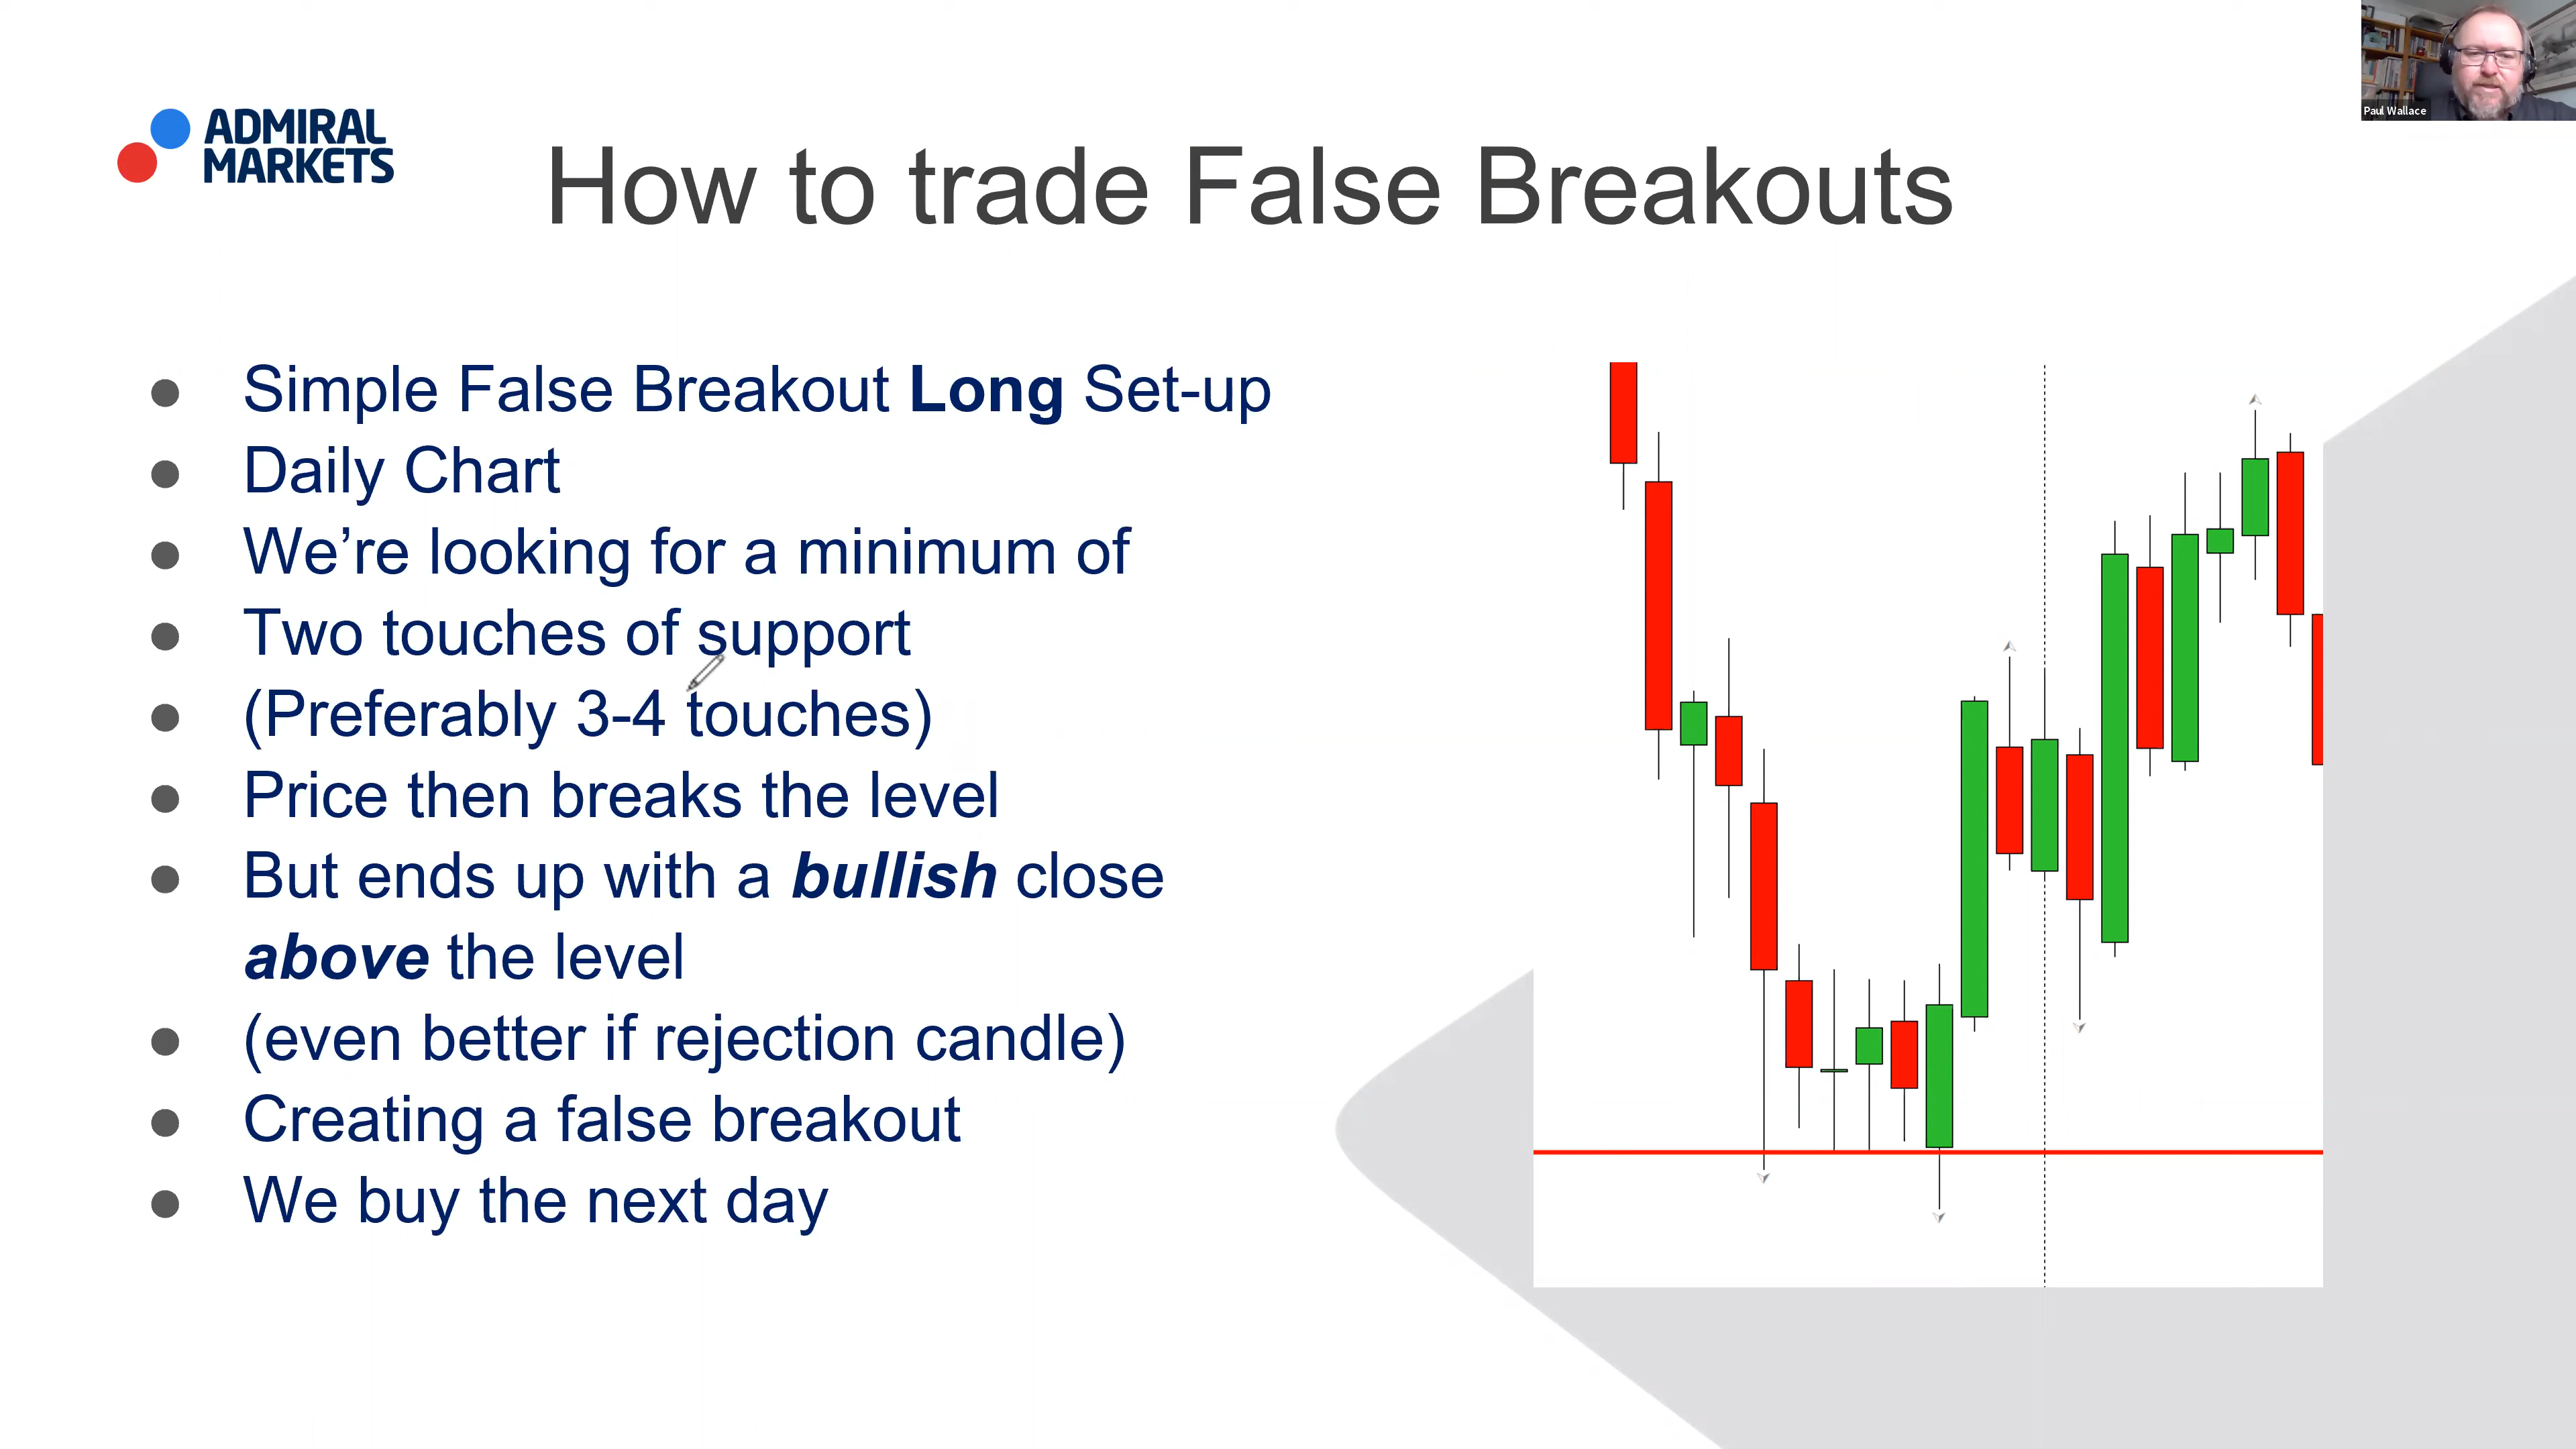 Paul Wallace
ADMIRAL
MARKETS
How to trade False Breakouts
● Simple False Breakout Long Set-up
● Daily Chart
● We’re looking for a minimum of
● Two touches of support
● (Preferably 3-4 touches)
● Price then breaks the level
● But ends up with a bullish close
above the level
● (even better if rejection candle)
● Creating a false breakout
● We buy the next day